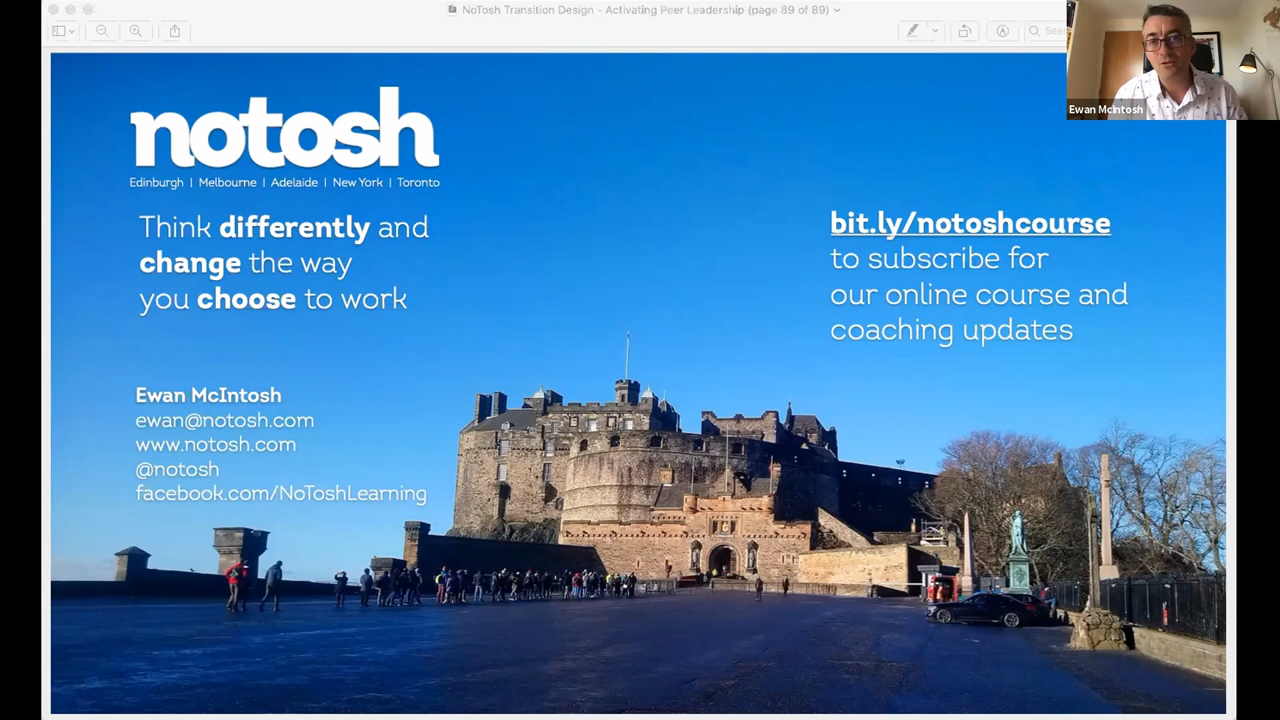 NoTosh Transition Design - Activating Peer Leadership (page 89 of 89)
Ewan McIntosh
notosh
Edinburgh | Melbourne | Adelaide | New York | Toronto
Think differently and
change the way
you choose to work
bit.ly/notoshcourse
to subscribe for
our online course and
coaching updates
Ewan McIntosh
ewan@notosh.com
www.notosh.com
@notosh
facebook.com/NoToshLearning